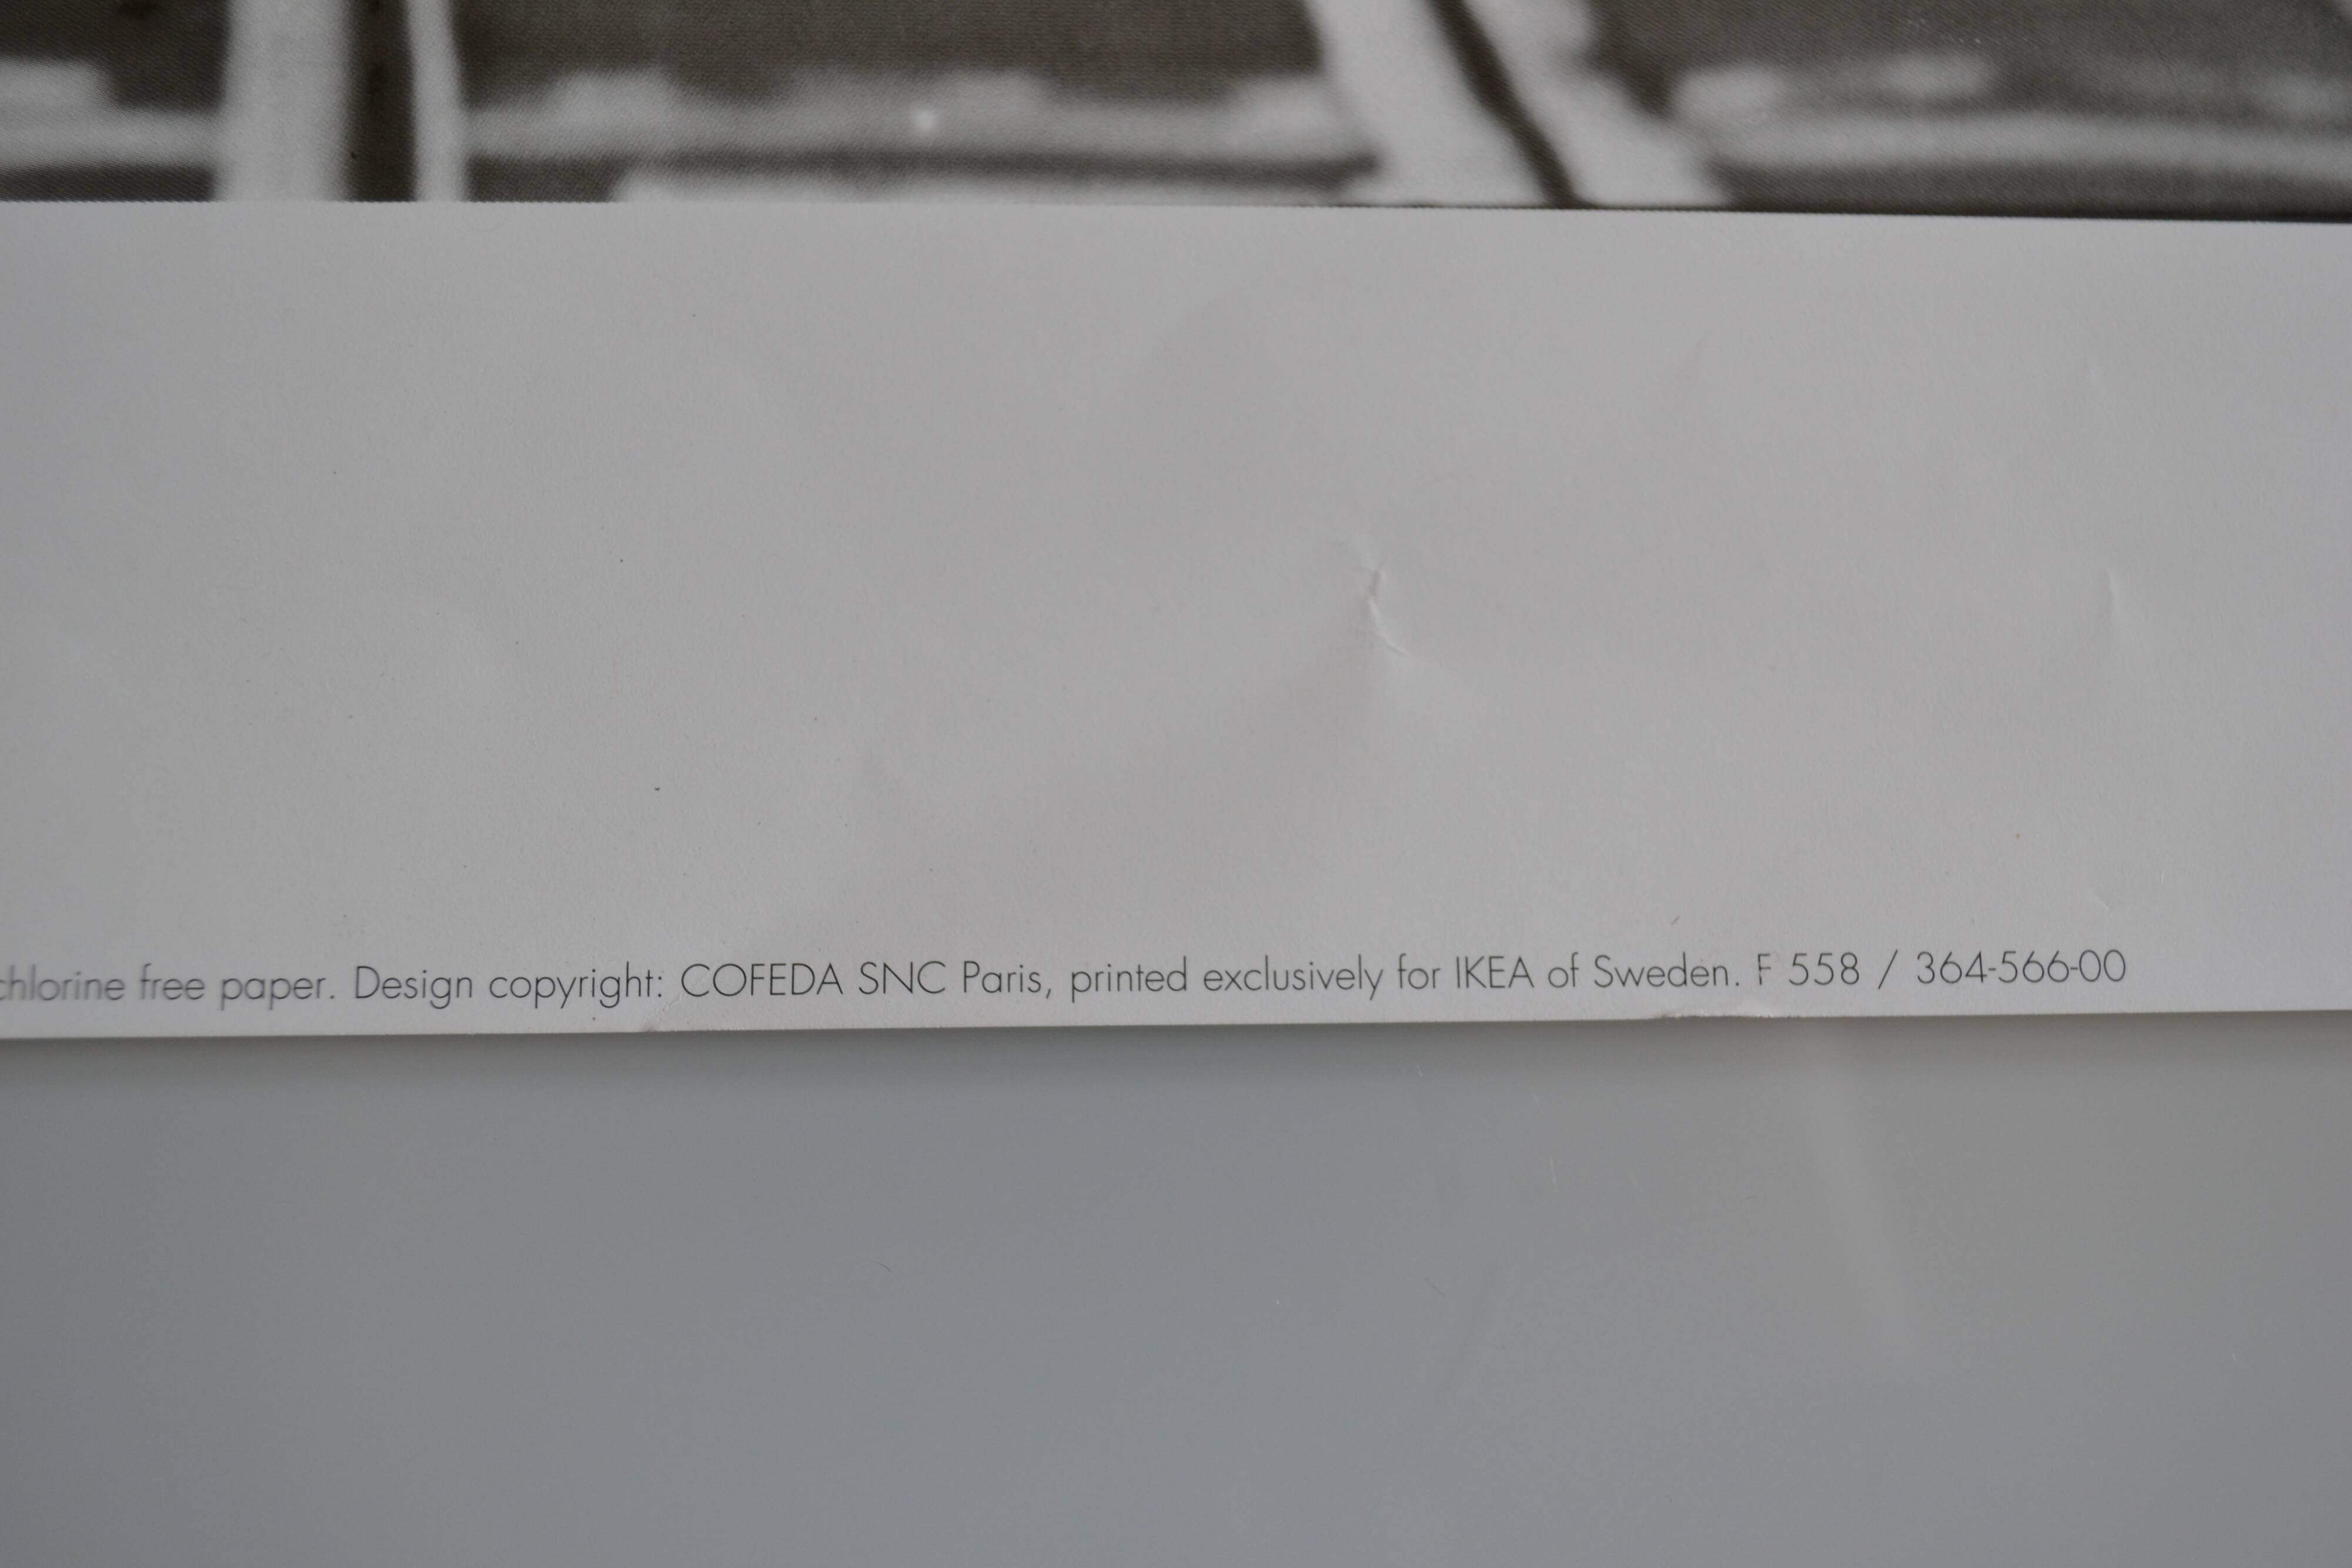 chlorine free paper. Design copyright: COFEDA SNC Paris, printed exclusively for IKEA of Sweden. F 558 / 364-566-00